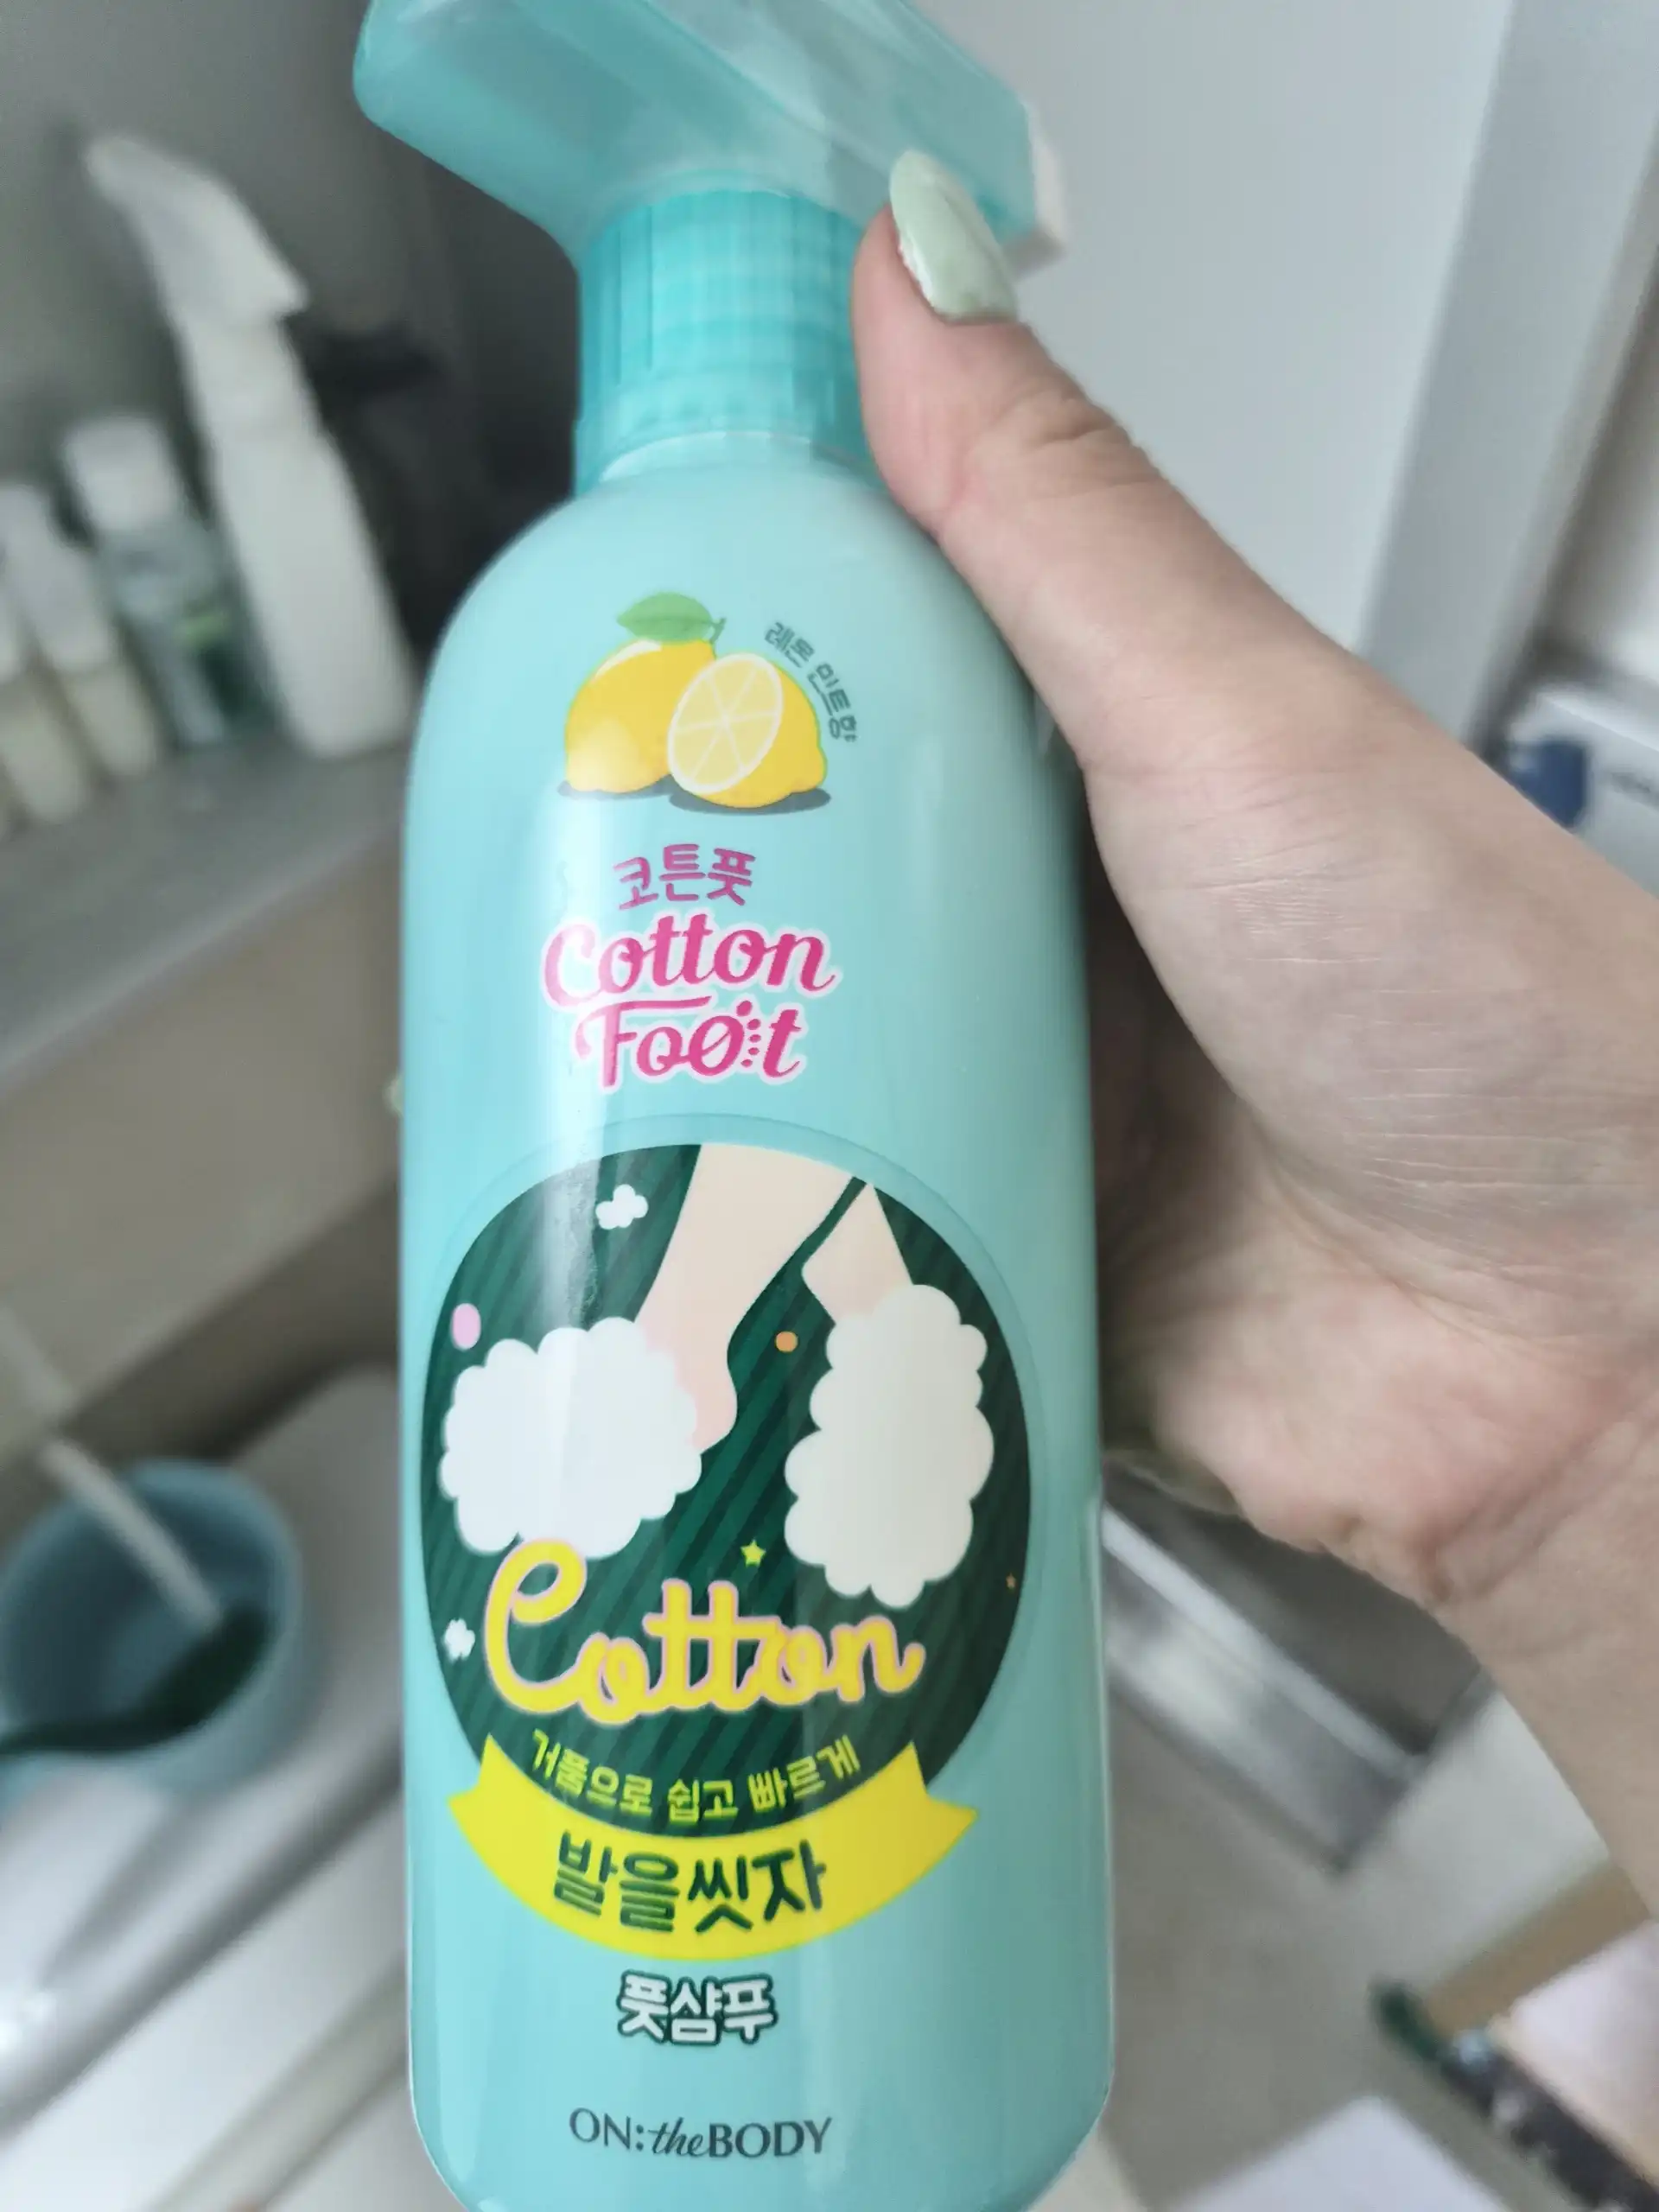 레몬 민트향
코튼풋
Cotton
Foot
Cotton
거품으로 쉽고 빠르게
발을씻자
풋샴푸
ON:theBODY